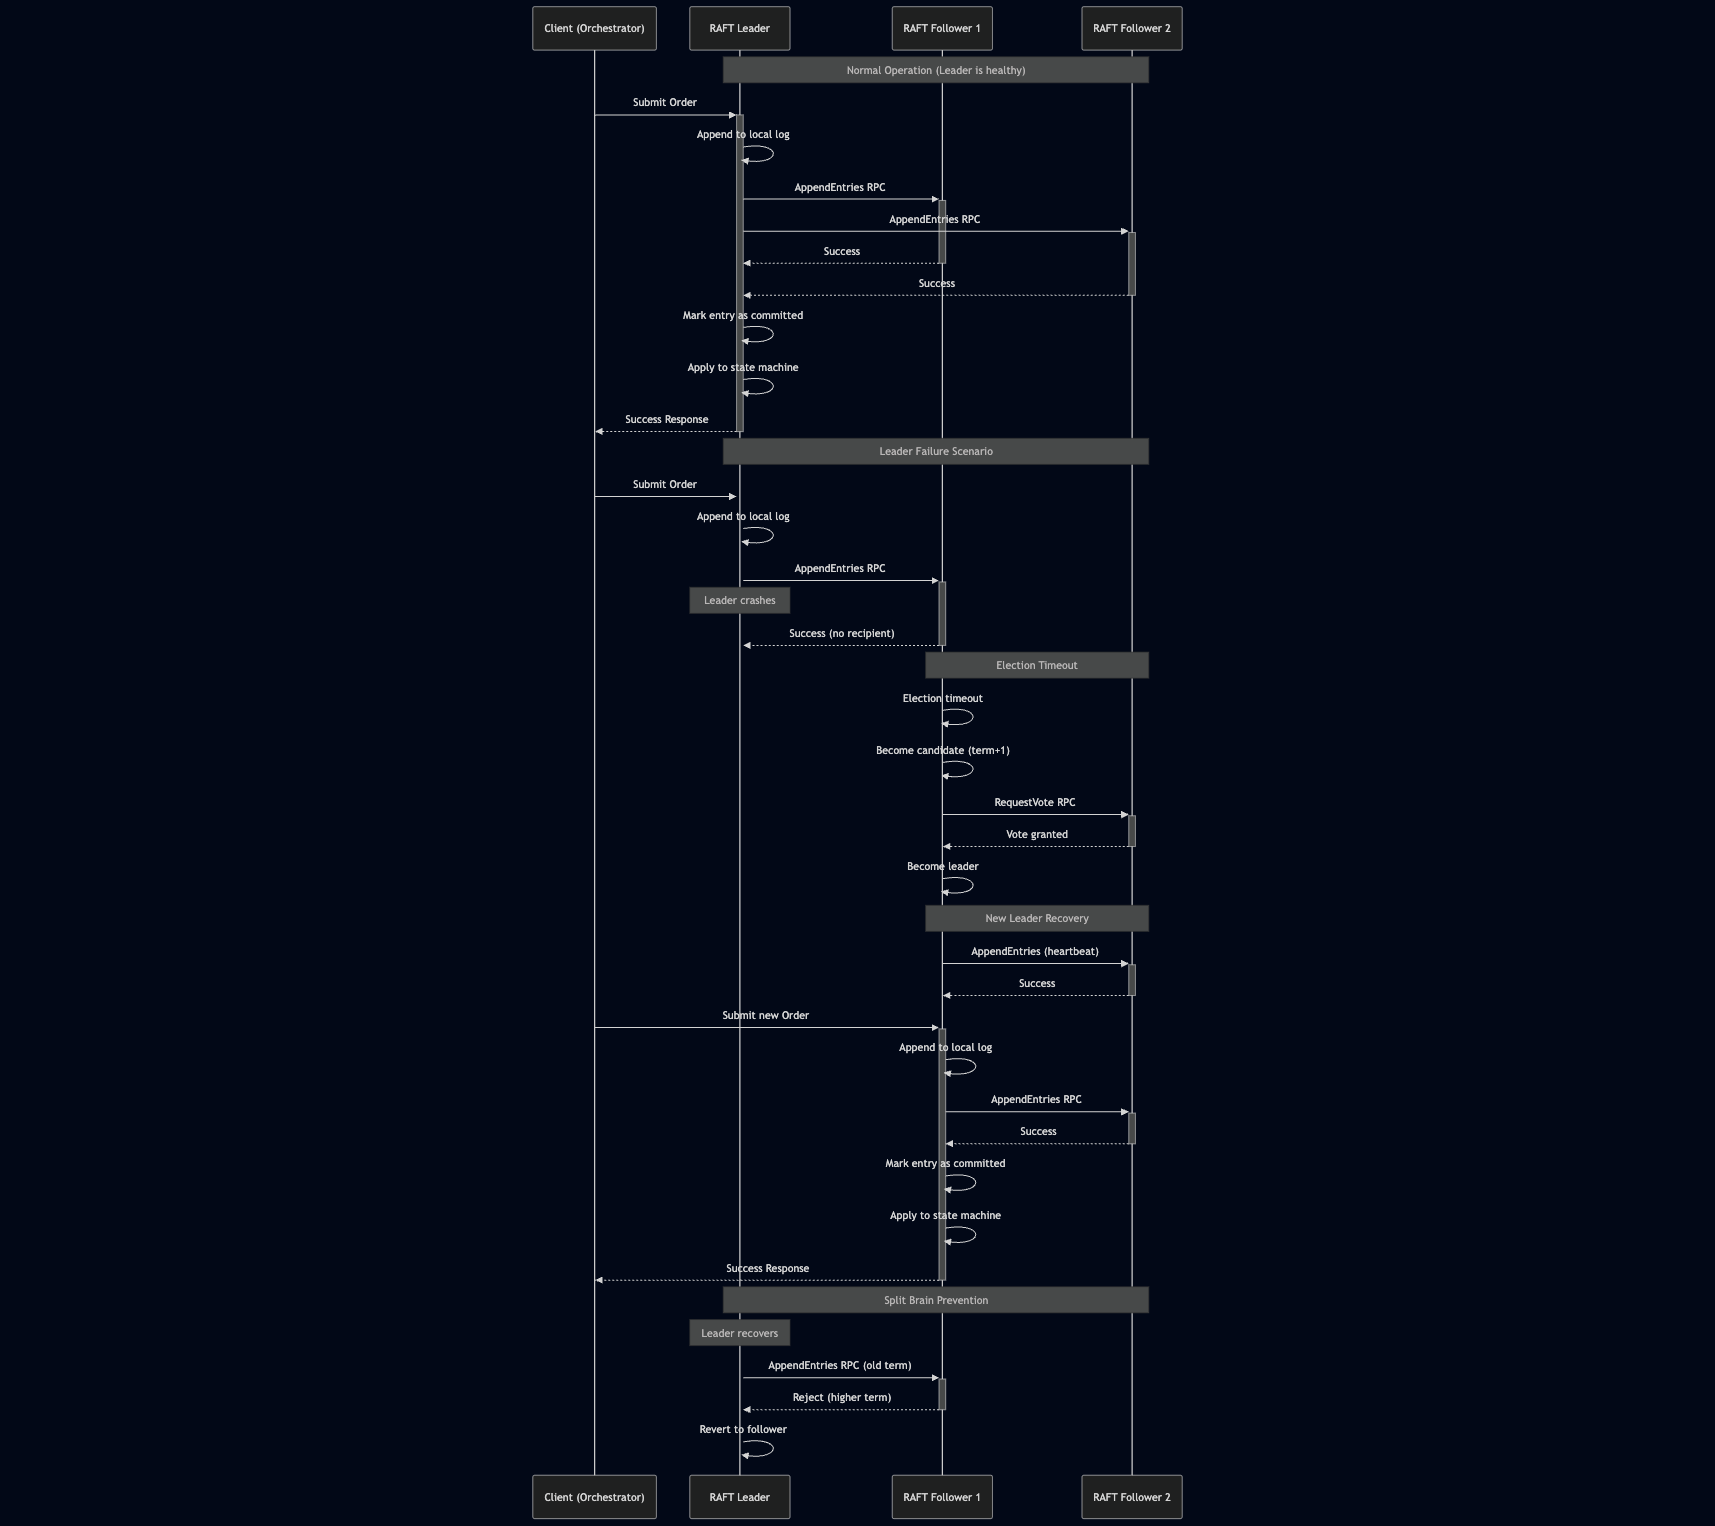 Client (Orchestrator)
RAFT Leader
RAFT Follower 1
RAFT Follower 2
Normal Operation (Leader is healthy)
Submit Order
Append to local log
AppendEntries RPC
AppendEntries RPC
Success
Success
Mark entry as committed
Apply to state machine
Success Response
Leader Failure Scenario
Submit Order
Append to local log
AppendEntries RPC
Leader crashes
Success (no recipient)
Election Timeout
Election timeout
Become candidate (term+1)
RequestVote RPC
Vote granted
Become leader
New Leader Recovery
AppendEntries (heartbeat)
Success
Submit new Order
Append to local log
AppendEntries RPC
Success
Mark entry as committed
Apply to state machine
Success Response
Split Brain Prevention
Leader recovers
AppendEntries RPC (old term)
Reject (higher term)
Revert to follower
Client (Orchestrator)
RAFT Leader
RAFT Follower 1
RAFT Follower 2